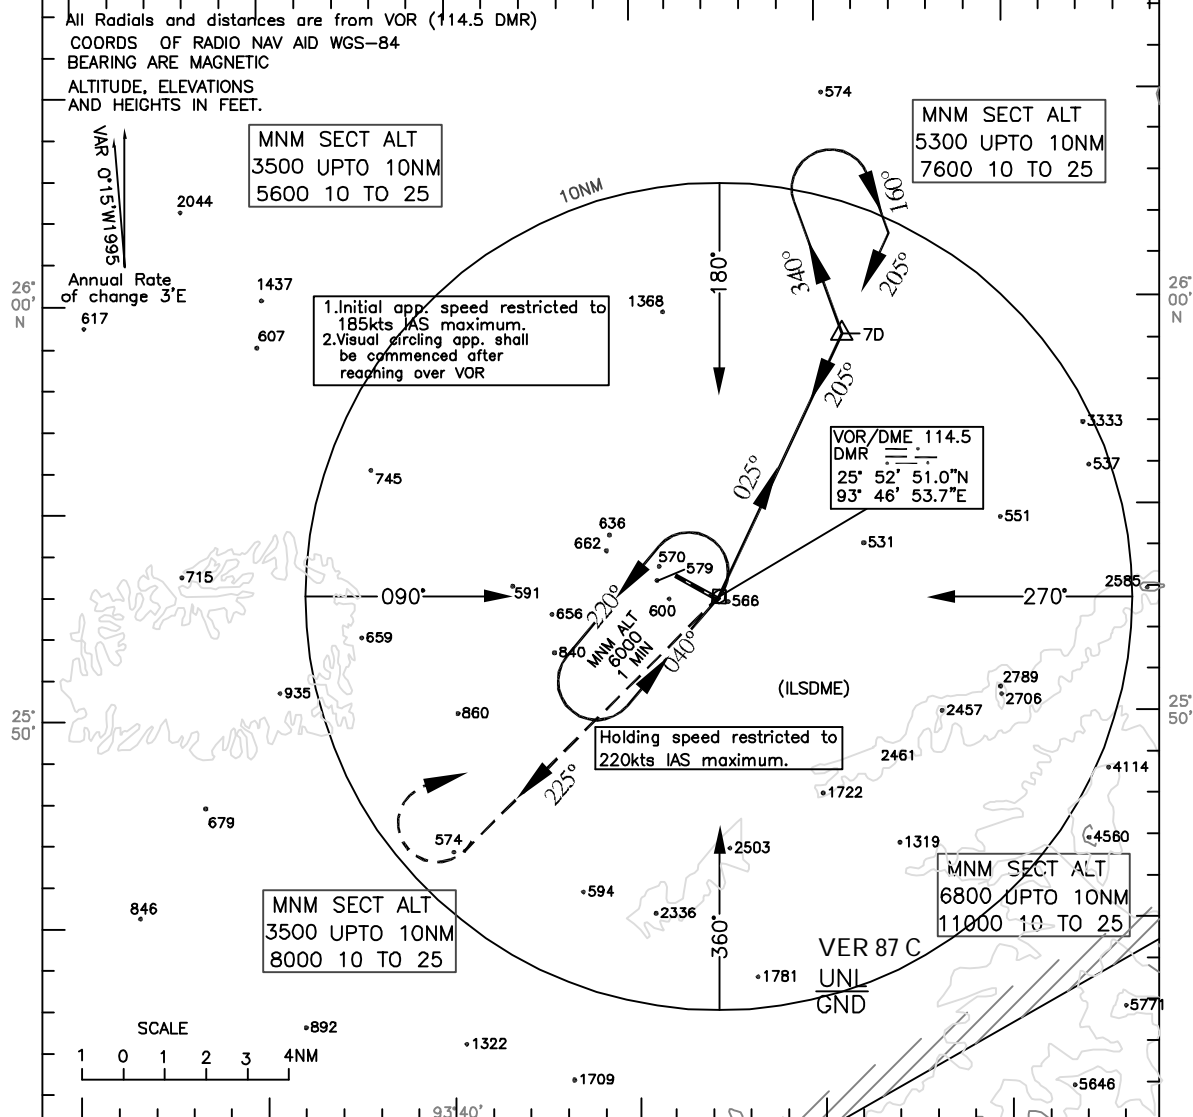 All Radials and distances are from VOR (114.5 DMR)
COORDS OF RADIO NAV AID WGS-84
BEARING ARE MAGNETIC
ALTITUDE, ELEVATIONS
AND HEIGHTS IN FEET.
VAR 0°15'W1995
Annual Rate
of change 3'E
MNM SECT ALT
3500 UPTO 10NM
5600 10 TO 25
MNM SECT ALT
5300 UPTO 10NM
7600 10 TO 25
574
2044
10NM
160°
180°
340°
205°
26°
00'
N
26°
00'
N
1437
617
607
1368
1.Initial app. speed restricted to
185kts IAS maximum.
2.Visual circling app. shall
be commenced after
reaching over VOR
7D
205°
3333
537
VOR/DME 114.5
DMR
25° 52' 51.0"N
93° 46' 53.7"E
745
025°
551
636
662
531
570
579
715
591
2585
090°
220°
600
566
270°
656
MNM ALT
6000
1 MIN
040°
659
840
935
860
(ILSDME)
2789
2706
2457
25°
50'
25°
50'
Holding speed restricted to
220kts IAS maximum.
2461
4114
225°
1722
679
574
2503
1319
4560
MNM SECT ALT
6800 UPTO 10NM
11000 10 TO 25
594
846
2336
MNM SECT ALT
3500 UPTO 10NM
8000 10 TO 25
360°
VER 87 C
UNL
GND
1781
5771
SCALE
1 0 1 2 3 4NM
892
1322
1709
5646
93°40'